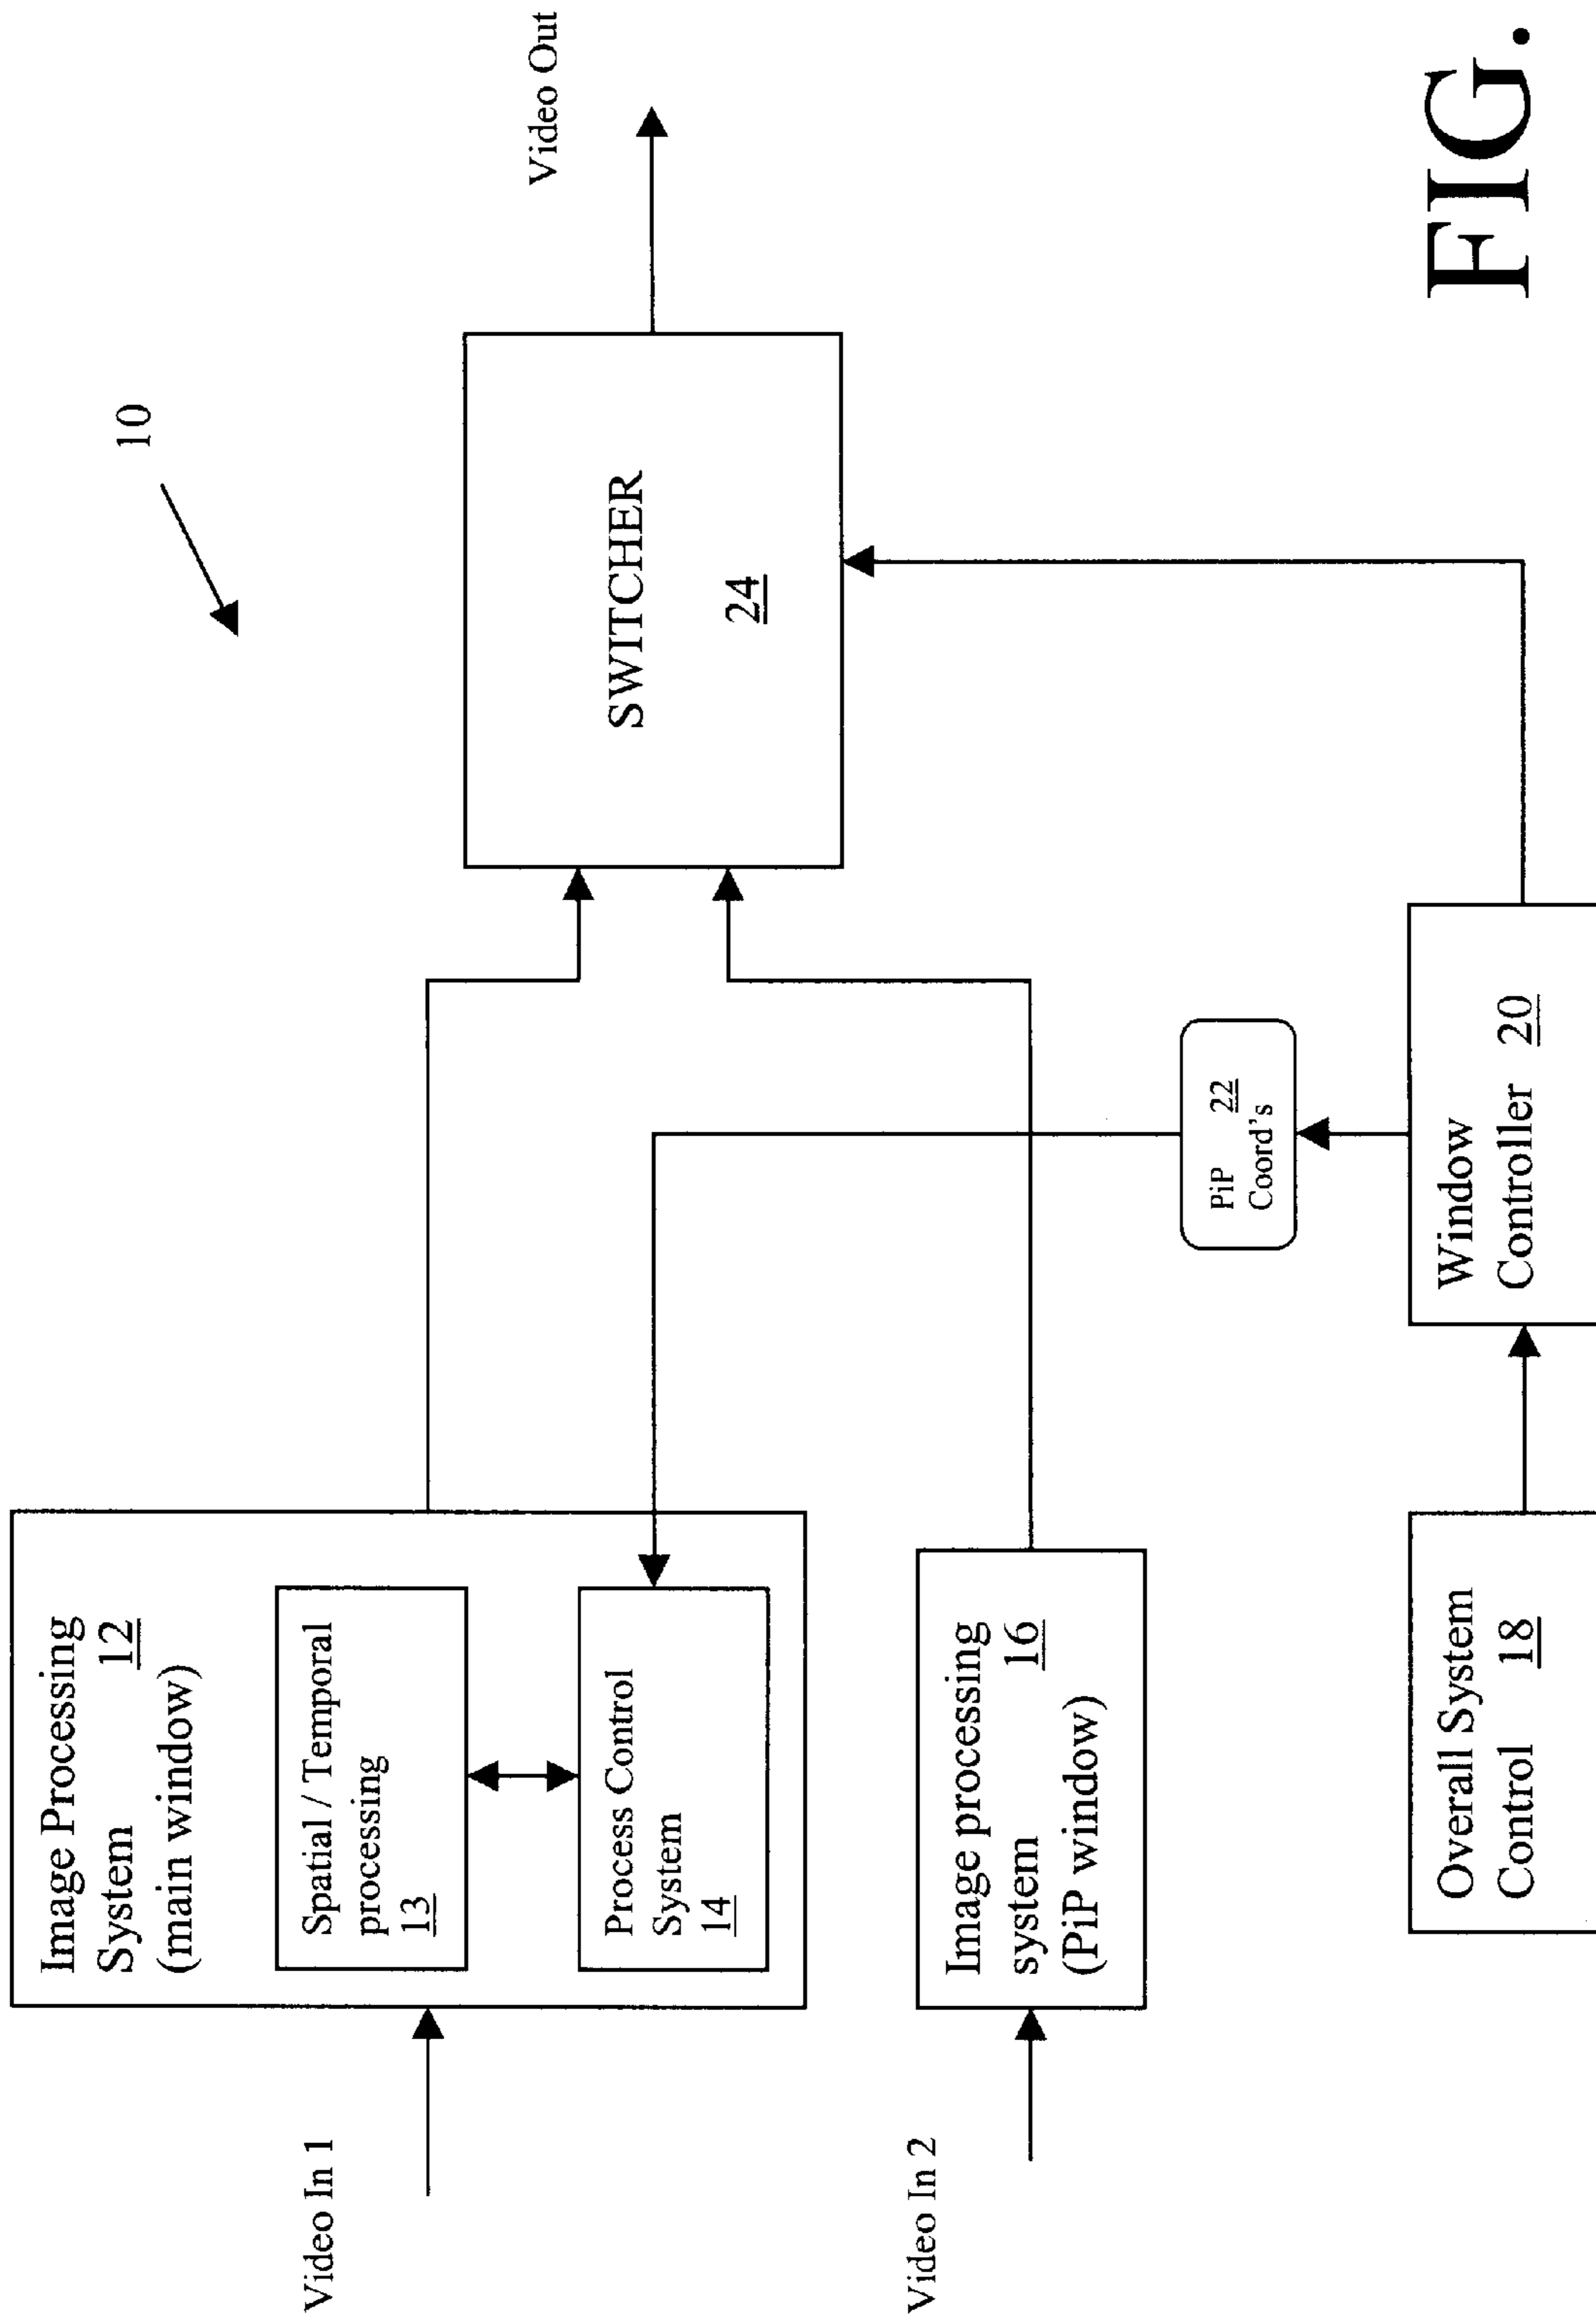 10
Video In 1
Image Processing
System 12
(main window)
Spatial / Temporal
processing
13
Process Control
System
14
Video Out
SWITCHER
24
Video In 2
Image processing
system 16
(PiP window)
PiP 22
Coord's
Overall System
Control 18
Window
Controller 20
FIG.